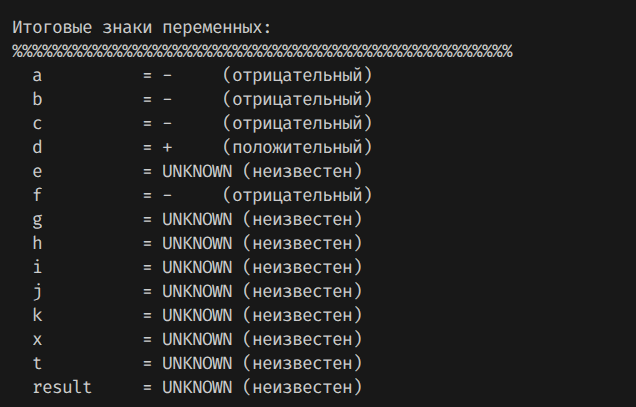 Итоговые знаки переменных:
%%%%%%%%%%%%%%%%%%%%%%%%%%%%%%%%%%%%%%%%%%%%%%%%%%
a = - (отрицательный)
b = - (отрицательный)
c = - (отрицательный)
d = + (положительный)
e = UNKNOWN (неизвестен)
f = - (отрицательный)
g = UNKNOWN (неизвестен)
h = UNKNOWN (неизвестен)
i = UNKNOWN (неизвестен)
j = UNKNOWN (неизвестен)
k = UNKNOWN (неизвестен)
x = UNKNOWN (неизвестен)
t = UNKNOWN (неизвестен)
result = UNKNOWN (неизвестен)